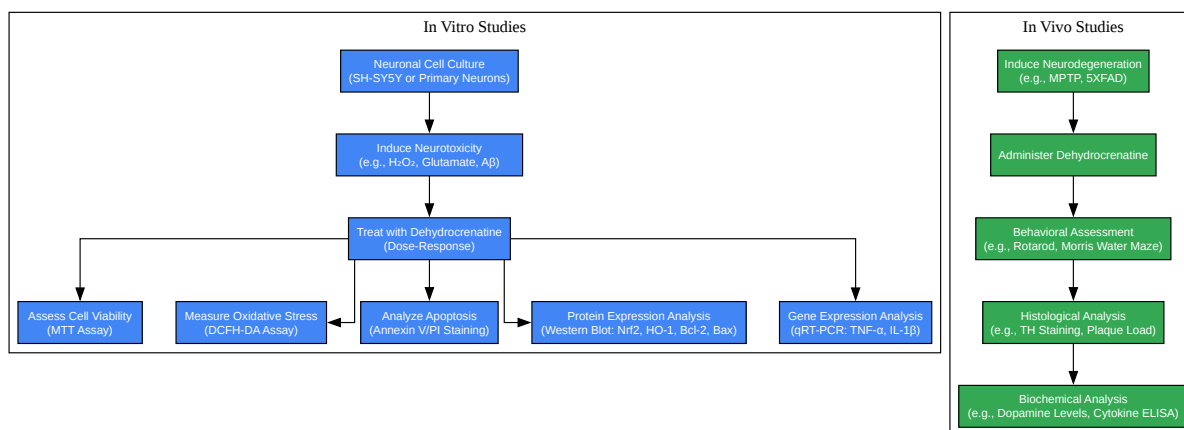 In Vitro Studies
Neuronal Cell Culture
(SH-SY5Y or Primary Neurons)
Induce Neurotoxicity
(e.g., H₂O₂, Glutamate, Aβ)
Treat with Dehydrocrenatine
(Dose-Response)
Assess Cell Viability
(MTT Assay)
Measure Oxidative Stress
(DCFH-DA Assay)
Analyze Apoptosis
(Annexin V/PI Staining)
Protein Expression Analysis
(Western Blot: Nrf2, HO-1, Bcl-2, Bax)
Gene Expression Analysis
(qRT-PCR: TNF-α, IL-1β)
In Vivo Studies
Induce Neurodegeneration
(e.g., MPTP, 5XFAD)
Administer Dehydrocrenatine
Behavioral Assessment
(e.g., Rotarod, Morris Water Maze)
Histological Analysis
(e.g., TH Staining, Plaque Load)
Biochemical Analysis
(e.g., Dopamine Levels, Cytokine ELISA)